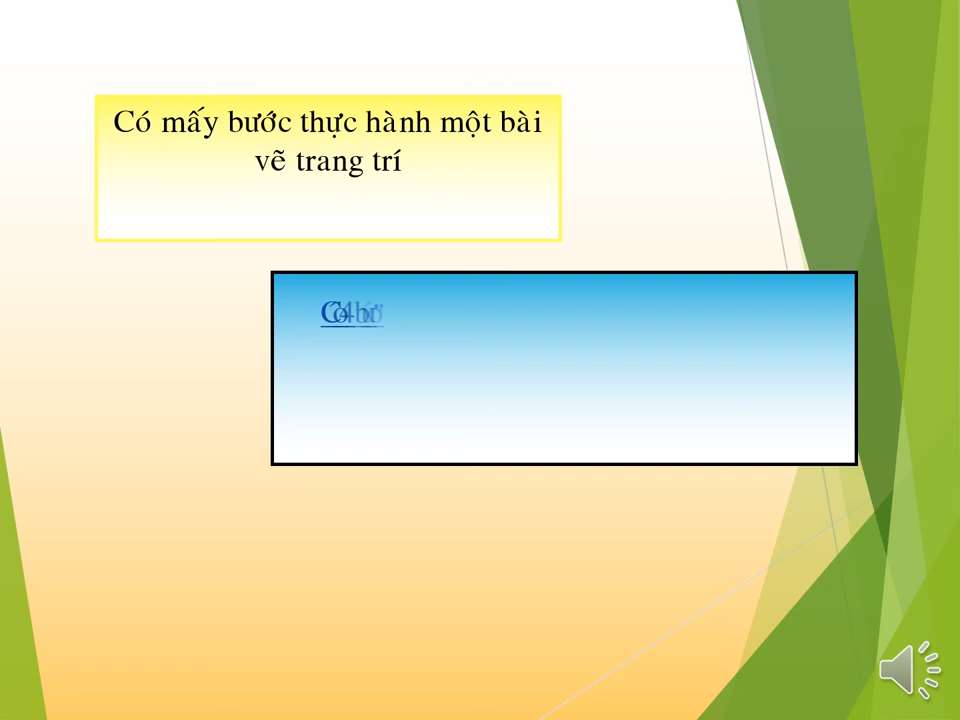 Có mấy bước thực hành một bài
vẽ trang trí